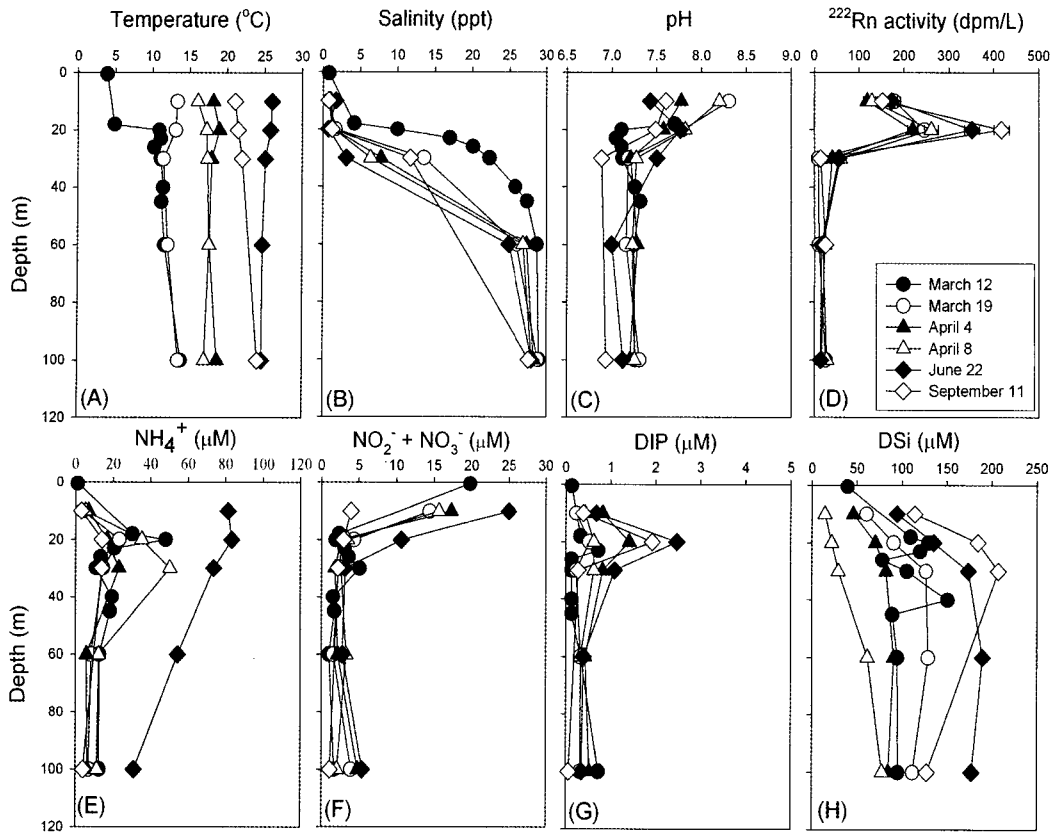 Temperature (°C) Salinity (ppt) pH ²²²Rn activity (dpm/L)
0 5 10 15 20 25 30 0 5 10 15 20 25 30 6.5 7.0 7.5 8.0 8.5 9.0 0 100 200 300 400 500
0
20
40
60
80
100
120
Depth (m)
March 12
March 19
April 4
April 8
June 22
September 11
(A) (B) (C) (D)
NH₄⁺ (μM) NO₂⁻ + NO₃⁻ (μM) DIP (μM) DSi (μM)
0 20 40 60 80 100 120 0 5 10 15 20 25 30 0 1 2 3 4 5 0 50 100 150 200 250
0
20
40
60
80
100
120
Depth (m)
(E) (F) (G) (H)